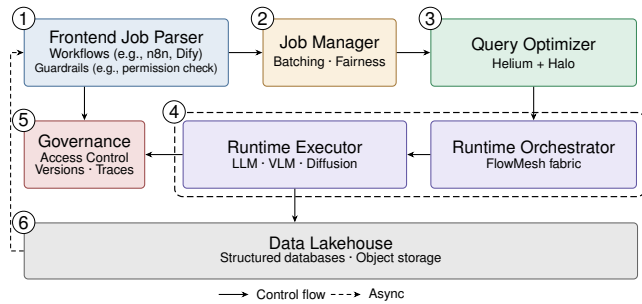 1
Frontend Job Parser
Workflows (e.g., n8n, Dify)
Guardrails (e.g., permission check)
2
Job Manager
Batching · Fairness
3
Query Optimizer
Helium + Halo
5
Governance
Access Control
Versions · Traces
4
Runtime Executor
LLM · VLM · Diffusion
Runtime Orchestrator
FlowMesh fabric
6
Data Lakehouse
Structured databases · Object storage
Control flow
Async